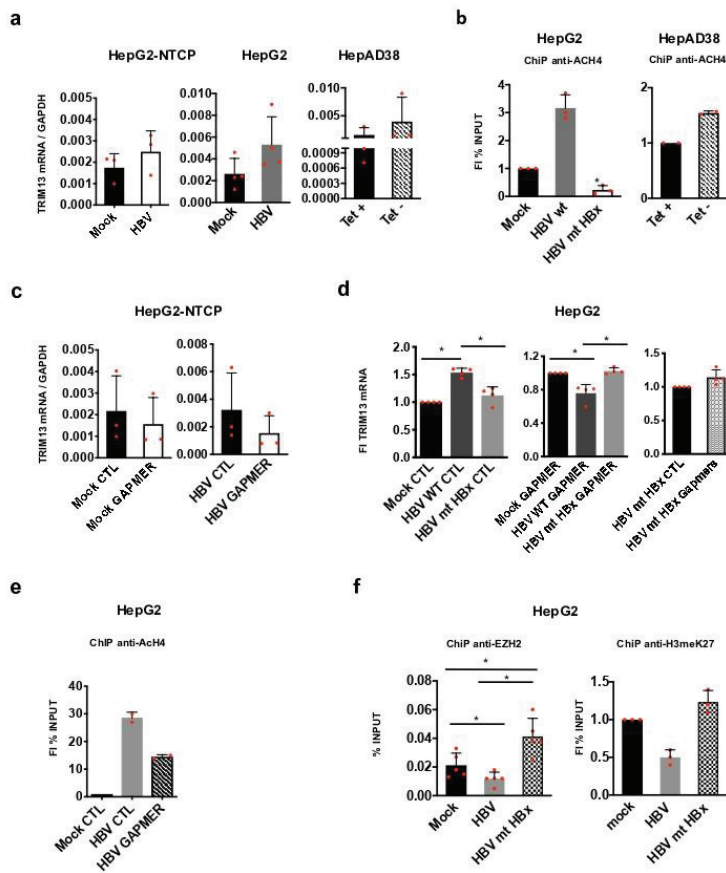 a
HepG2-NTCP
HepG2
HepAD38
TRIM13 mRNA / GAPDH
0.005
0.004
0.003
0.002
0.001
0.000
Mock
HBV
0.010
0.008
0.006
0.004
0.002
0.000
Mock
HBV
0.010
0.005
0.0009
0.0006
0.0003
0.0000
Tet +
Tet -
b
HepG2
ChiP anti-ACH4
FI % INPUT
5
4
3
2
1
0
*
Mock
HBV wt
HBV mt HBx
HepAD38
ChiP anti-ACH4
2.0
1.5
1.0
0.5
0.0
Tet +
Tet -
c
HepG2-NTCP
TRIM13 mRNA / GAPDH
0.005
0.004
0.003
0.002
0.001
0.000
Mock CTL
Mock GAPMER
0.008
0.006
0.004
0.002
0.000
HBV CTL
HBV GAPMER
d
HepG2
FI TRIM13 mRNA
2.0
1.5
1.0
0.5
0.0
*
*
Mock CTL
HBV WT CTL
HBV mt HBx CTL
1.2
0.8
0.4
0.0
*
*
Mock GAPMER
HBV WT GAPMER
HBV mt HBx GAPMER
1.5
1.0
0.5
0.0
HBV mt HBx CTL
HBV mt HBx Gapmers
e
HepG2
ChIP anti-AcH4
FI % INPUT
40
30
20
10
0
Mock CTL
HBV CTL
HBV GAPMER
f
HepG2
ChiP anti-EZH2
% INPUT
0.08
0.06
0.04
0.02
0.00
*
*
*
Mock
HBV
HBV mt HBx
ChiP anti-H3meK27
FI % INPUT
1.5
1.0
0.5
0.0
mock
HBV
HBV mt HBx